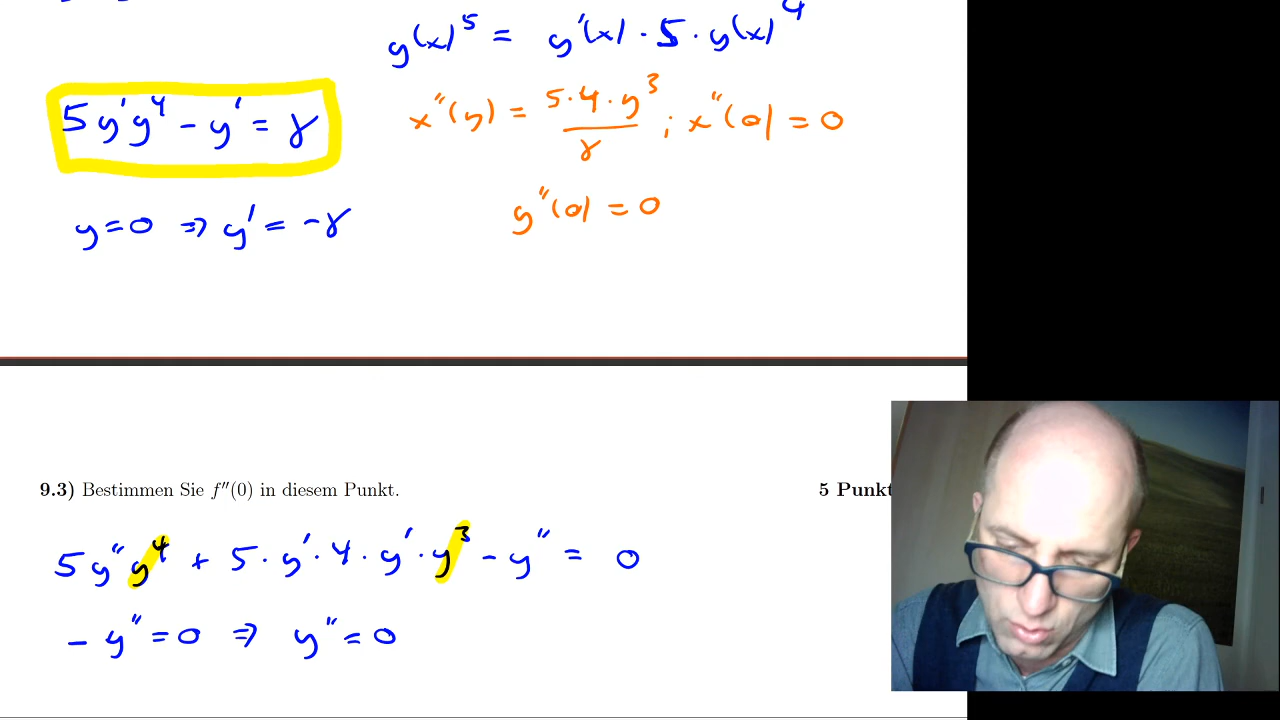 y(x)^5 = y'(x) · 5 · y(x)^4
5y'y^4 - y' = γ
x''(y) = (5·4·y^3)/γ ; x''(0) = 0
y=0 ⇒ y' = -γ
y''(0) = 0
9.3) Bestimmen Sie f''(0) in diesem Punkt. 5 Punkt
5y''y^4 + 5·y'·4·y'·y^3 - y'' = 0
- y'' = 0 ⇒ y'' = 0